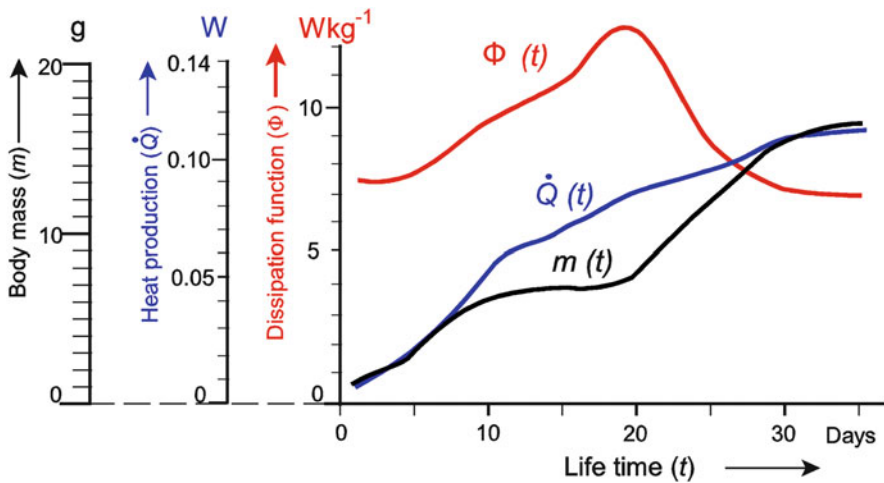 g
W
Wkg-1
Body mass (m)
20
10
0
Heat production (Q̇)
0.14
0.10
0.05
0
Dissipation function (Φ)
10
5
0
Φ (t)
Q̇ (t)
m (t)
0 10 20 30 Days
Life time (t)